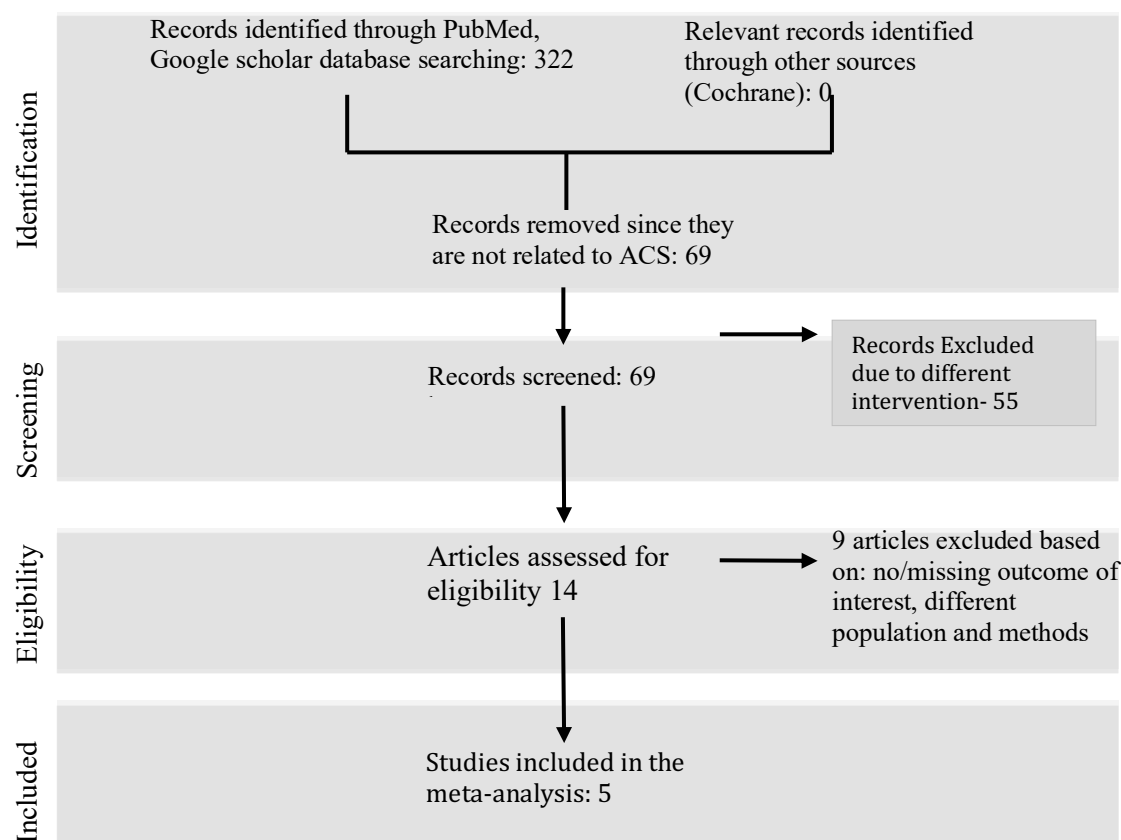 Records identified through PubMed,
Google scholar database searching: 322
Relevant records identified
through other sources
(Cochrane): 0
Identification
Records removed since they
are not related to ACS: 69
Screening
Records screened: 69
Records Excluded
due to different
intervention- 55
Eligibility
Articles assessed for
eligibility 14
9 articles excluded based
on: no/missing outcome of
interest, different
population and methods
Included
Studies included in the
meta-analysis: 5